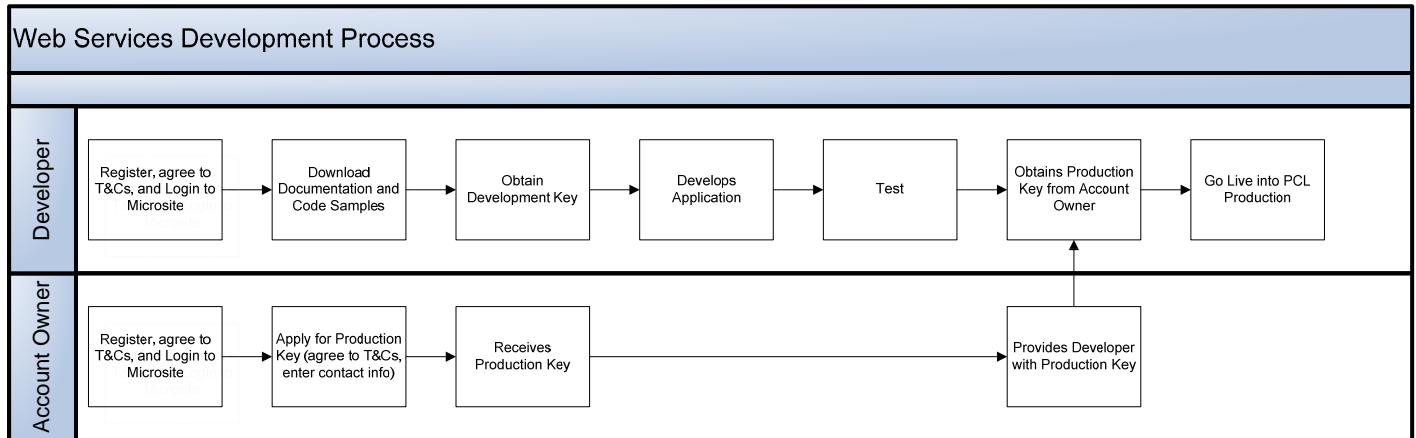 Web Services Development Process
Developer
Register, agree to
T&Cs, and Login to
Microsite
Download
Documentation and
Code Samples
Obtain
Development Key
Develops
Application
Test
Obtains Production
Key from Account
Owner
Go Live into PCL
Production
Account Owner
Register, agree to
T&Cs, and Login to
Microsite
Apply for Production
Key (agree to T&Cs,
enter contact info)
Receives
Production Key
Provides Developer
with Production Key